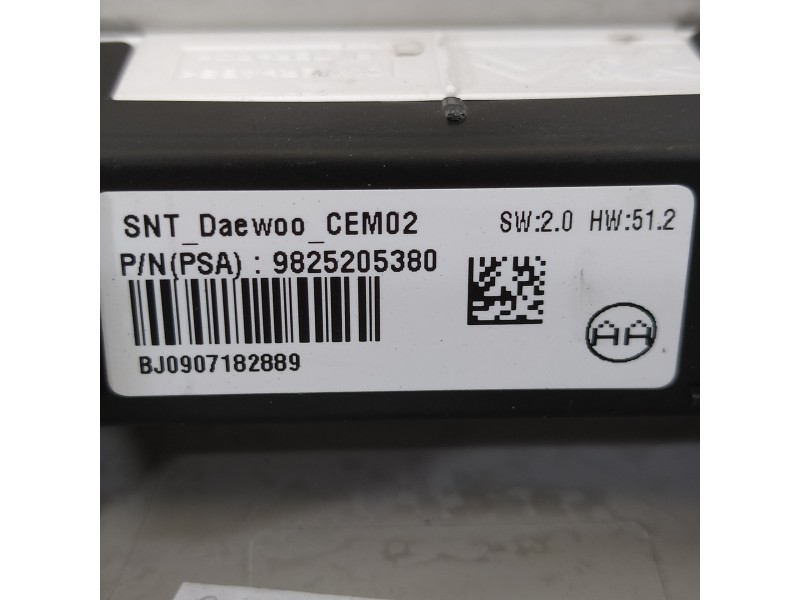 SNT_Daewoo_CEM02 SW:2.0 HW:51.2
P/N(PSA) : 9825205380
AA
BJ0907182889